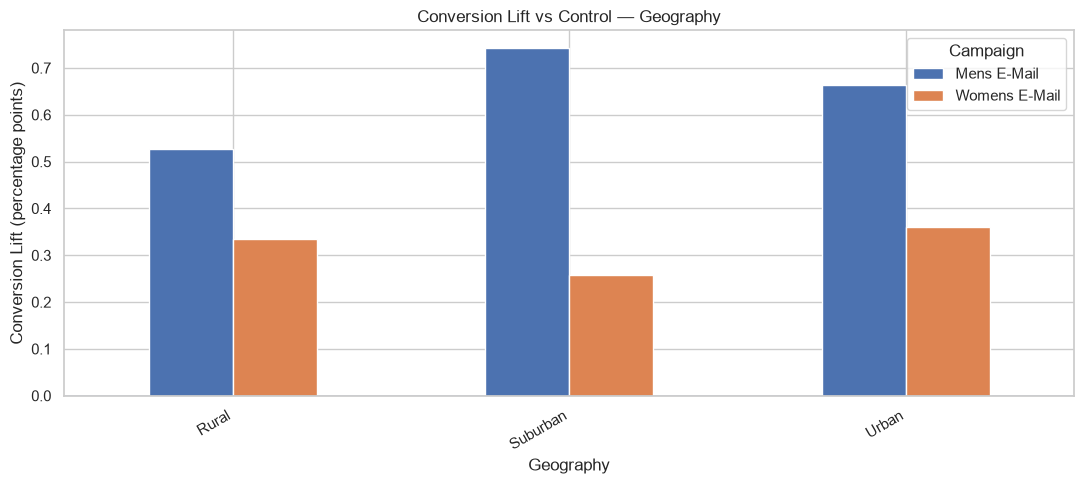 Conversion Lift vs Control — Geography
Conversion Lift (percentage points)
0.7
0.6
0.5
0.4
0.3
0.2
0.1
0.0
Campaign
Mens E-Mail
Womens E-Mail
Rural
Suburban
Urban
Geography